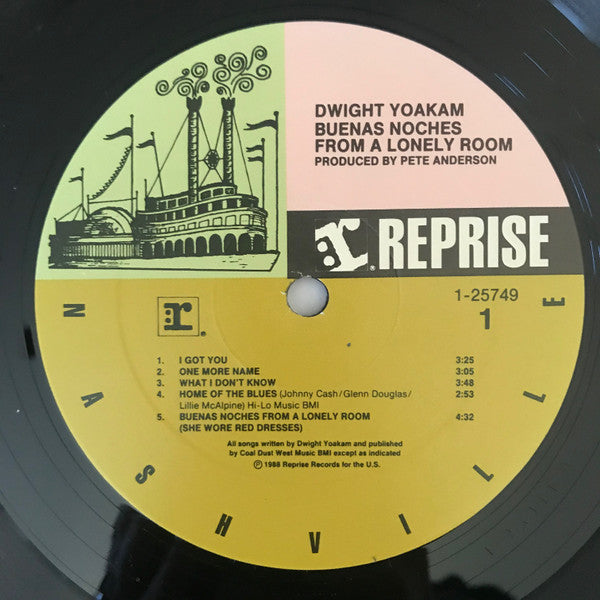 DWIGHT YOAKAM
BUENAS NOCHES
FROM A LONELY ROOM
PRODUCED BY PETE ANDERSON
r® REPRISE
1-25749
1
r®
1. I GOT YOU 3:25
2. ONE MORE NAME 3:05
3. WHAT I DON'T KNOW 3:48
4. HOME OF THE BLUES (Johnny Cash/Glenn Douglas/ 2:53
Lillie McAlpine) Hi-Lo Music BMI
5. BUENAS NOCHES FROM A LONELY ROOM 4:32
(SHE WORE RED DRESSES)
All songs written by Dwight Yoakam and published
by Coal Dust West Music BMI except as indicated
℗ 1988 Reprise Records for the U.S.
NASHVILLE